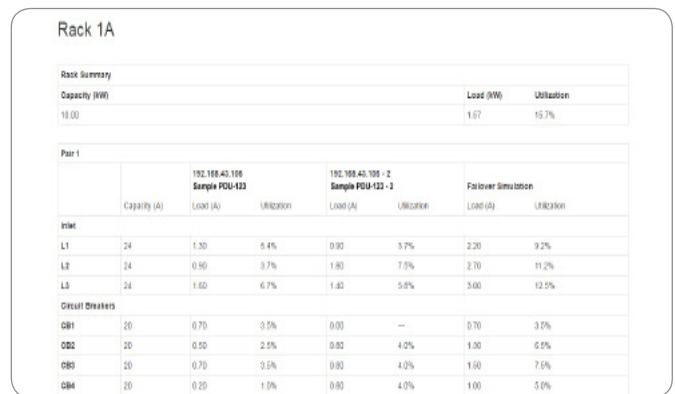 Rack 1A
Rack Summary
Capacity (kW) Load (kW) Utilization
10.00 1.67 16.7%
Pair 1
192.168.43.106 192.168.43.106 - 2
Sample PDU-123 Sample PDU-123 - 2 Failover Simulation
Capacity (A) Load (A) Utilization Load (A) Utilization Load (A) Utilization
Inlet
L1 24 1.30 5.4% 0.90 3.7% 2.20 9.2%
L2 24 0.90 3.7% 1.80 7.5% 2.70 11.2%
L3 24 1.60 6.7% 1.40 5.8% 3.00 12.5%
Circuit Breakers
CB1 20 0.70 3.5% 0.00 — 0.70 3.5%
CB2 20 0.50 2.5% 0.80 4.0% 1.30 6.5%
CB3 20 0.70 3.5% 0.80 4.0% 1.50 7.5%
CB4 20 0.20 1.0% 0.80 4.0% 1.00 5.0%